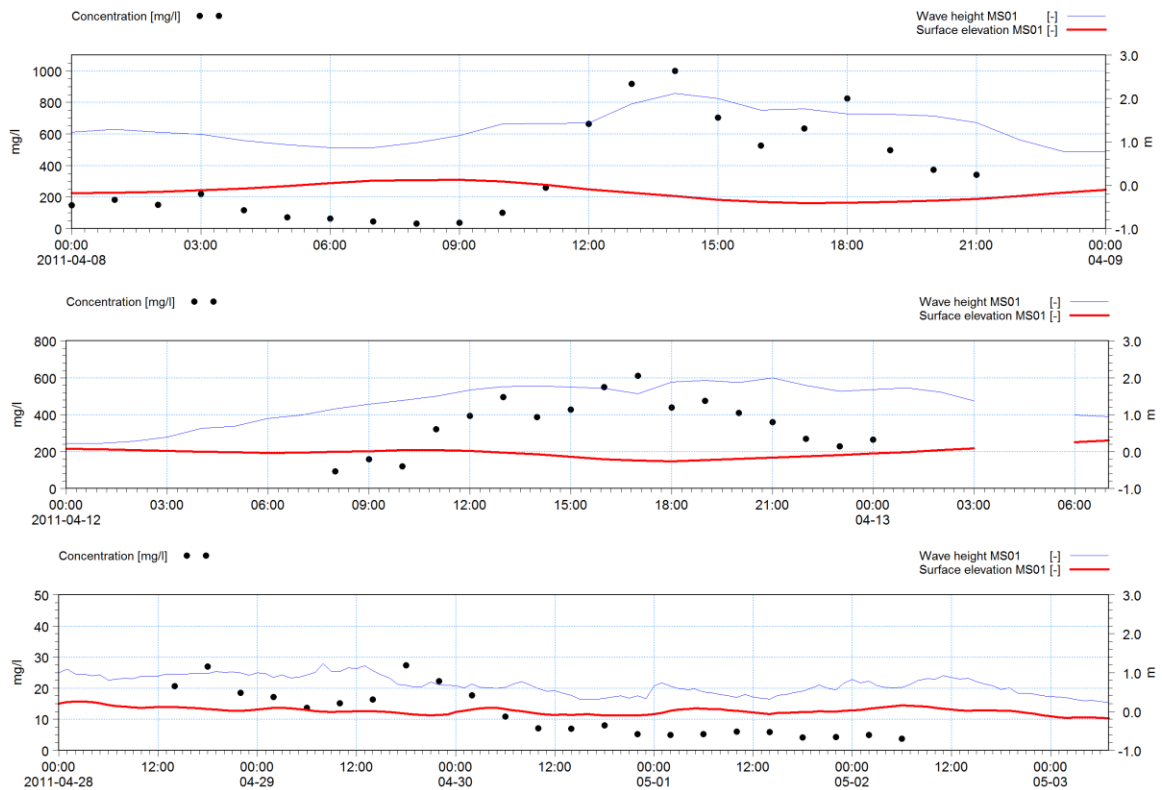 Concentration [mg/l]
Wave height MS01 [-]
Surface elevation MS01 [-]
mg/l
1000
800
600
400
200
0
3.0
2.0
1.0
0.0
-1.0
m
00:00 03:00 06:00 09:00 12:00 15:00 18:00 21:00 00:00
2011-04-08 04-09
Concentration [mg/l]
Wave height MS01 [-]
Surface elevation MS01 [-]
mg/l
800
600
400
200
0
3.0
2.0
1.0
0.0
-1.0
m
00:00 03:00 06:00 09:00 12:00 15:00 18:00 21:00 00:00 03:00 06:00
2011-04-12 04-13
Concentration [mg/l]
Wave height MS01 [-]
Surface elevation MS01 [-]
mg/l
50
40
30
20
10
0
3.0
2.0
1.0
0.0
-1.0
m
00:00 12:00 00:00 12:00 00:00 12:00 00:00 12:00 00:00 12:00 00:00
2011-04-28 04-29 04-30 05-01 05-02 05-03